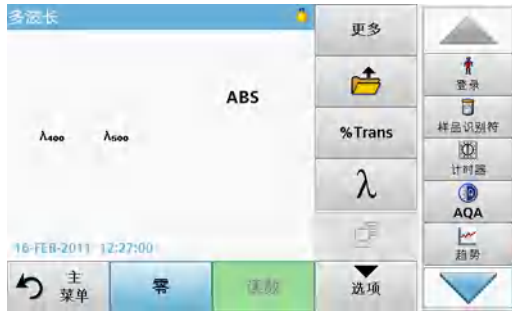 多波长
ABS
λ400 λ500
16-FEB-2011 12:27:00
主
菜单
零
读数
更多
%Trans
λ
选项
登录
样品识别符
计时器
AQA
趋势